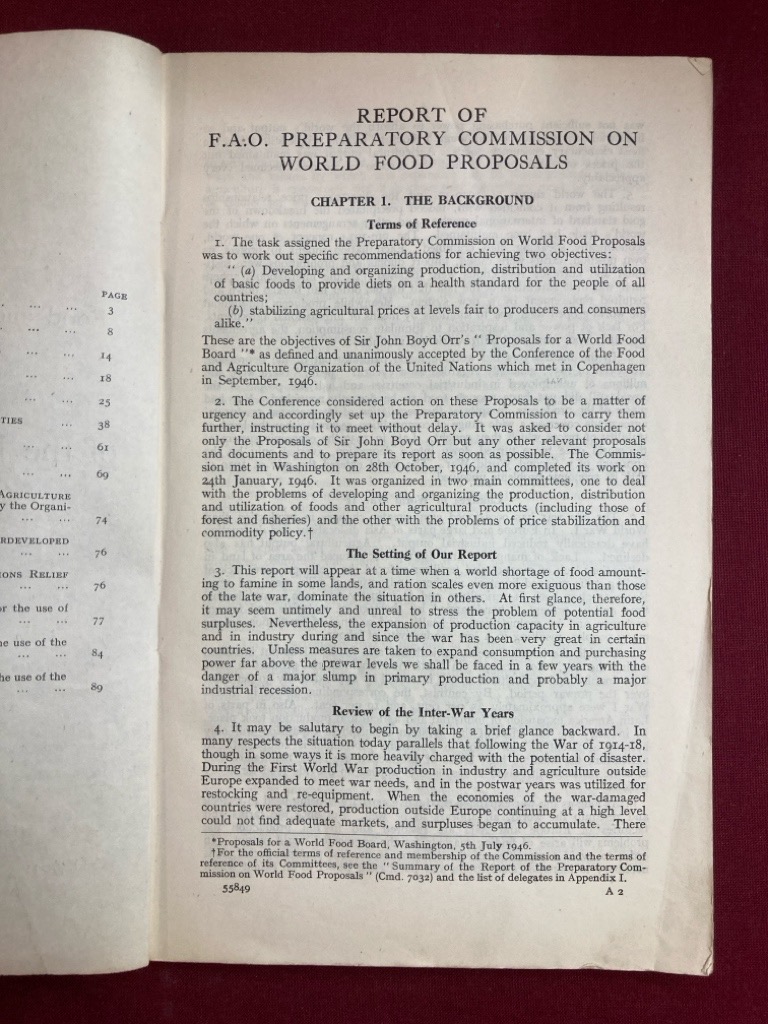 PAGE
... ... 3
... ... 8
... ... 14
... ... 18
... ... 25
TIES ... 38
... ... 61
... ... 69
AGRICULTURE
y the Organi-
... ... 74
RDEVELOPED
... ... 76
IONS RELIEF
... ... 76
or the use of
... ... 77
he use of the
... ... 84
he use of the
... ... 89
REPORT OF
F.A.O. PREPARATORY COMMISSION ON
WORLD FOOD PROPOSALS
CHAPTER 1. THE BACKGROUND
Terms of Reference
1. The task assigned the Preparatory Commission on World Food Proposals
was to work out specific recommendations for achieving two objectives:
“ (a) Developing and organizing production, distribution and utilization
of basic foods to provide diets on a health standard for the people of all
countries;
(b) stabilizing agricultural prices at levels fair to producers and consumers
alike.”
These are the objectives of Sir John Boyd Orr's “ Proposals for a World Food
Board ”* as defined and unanimously accepted by the Conference of the Food
and Agriculture Organization of the United Nations which met in Copenhagen
in September, 1946.
2. The Conference considered action on these Proposals to be a matter of
urgency and accordingly set up the Preparatory Commission to carry them
further, instructing it to meet without delay. It was asked to consider not
only the Proposals of Sir John Boyd Orr but any other relevant proposals
and documents and to prepare its report as soon as possible. The Commis-
sion met in Washington on 28th October, 1946, and completed its work on
24th January, 1946. It was organized in two main committees, one to deal
with the problems of developing and organizing the production, distribution
and utilization of foods and other agricultural products (including those of
forest and fisheries) and the other with the problems of price stabilization and
commodity policy.†
The Setting of Our Report
3. This report will appear at a time when a world shortage of food amount-
ing to famine in some lands, and ration scales even more exiguous than those
of the late war, dominate the situation in others. At first glance, therefore,
it may seem untimely and unreal to stress the problem of potential food
surpluses. Nevertheless, the expansion of production capacity in agriculture
and in industry during and since the war has been very great in certain
countries. Unless measures are taken to expand consumption and purchasing
power far above the prewar levels we shall be faced in a few years with the
danger of a major slump in primary production and probably a major
industrial recession.
Review of the Inter-War Years
4. It may be salutary to begin by taking a brief glance backward. In
many respects the situation today parallels that following the War of 1914-18,
though in some ways it is more heavily charged with the potential of disaster.
During the First World War production in industry and agriculture outside
Europe expanded to meet war needs, and in the postwar years was utilized for
restocking and re-equipment. When the economies of the war-damaged
countries were restored, production outside Europe continuing at a high level
could not find adequate markets, and surpluses began to accumulate. There
*Proposals for a World Food Board, Washington, 5th July 1946.
†For the official terms of reference and membership of the Commission and the terms of
reference of its Committees, see the “ Summary of the Report of the Preparatory Com-
mission on World Food Proposals ” (Cmd. 7032) and the list of delegates in Appendix I.
55849 A 2